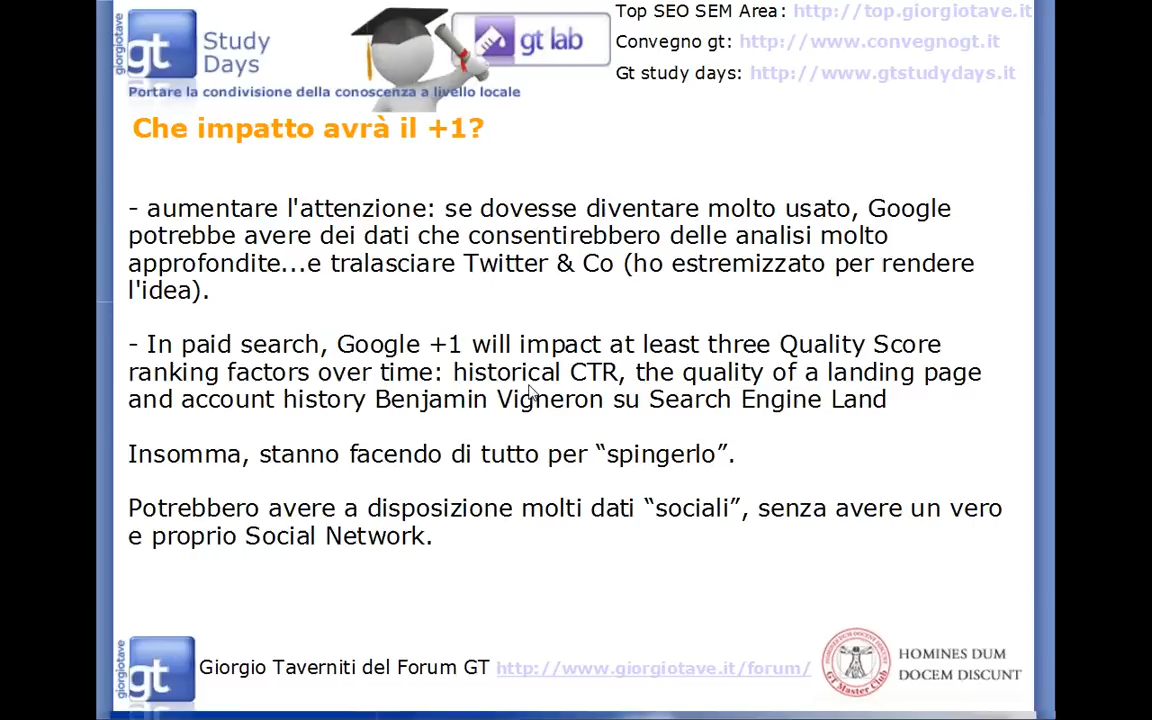 giorgiotave
gt
Study
Days
gt lab
Portare la condivisione della conoscenza a livello locale
Top SEO SEM Area: http://top.giorgiotave.it
Convegno gt: http://www.convegnogt.it
Gt study days: http://www.gtstudydays.it
Che impatto avrà il +1?
- aumentare l'attenzione: se dovesse diventare molto usato, Google
potrebbe avere dei dati che consentirebbero delle analisi molto
approfondite...e tralasciare Twitter & Co (ho estremizzato per rendere
l'idea).
- In paid search, Google +1 will impact at least three Quality Score
ranking factors over time: historical CTR, the quality of a landing page
and account history Benjamin Vigneron su Search Engine Land
Insomma, stanno facendo di tutto per “spingerlo”.
Potrebbero avere a disposizione molti dati “sociali”, senza avere un vero
e proprio Social Network.
giorgiotave
gt
Giorgio Taverniti del Forum GT http://www.giorgiotave.it/forum/
GT Master Club
HOMINES DUM
DOCEM DISCUNT